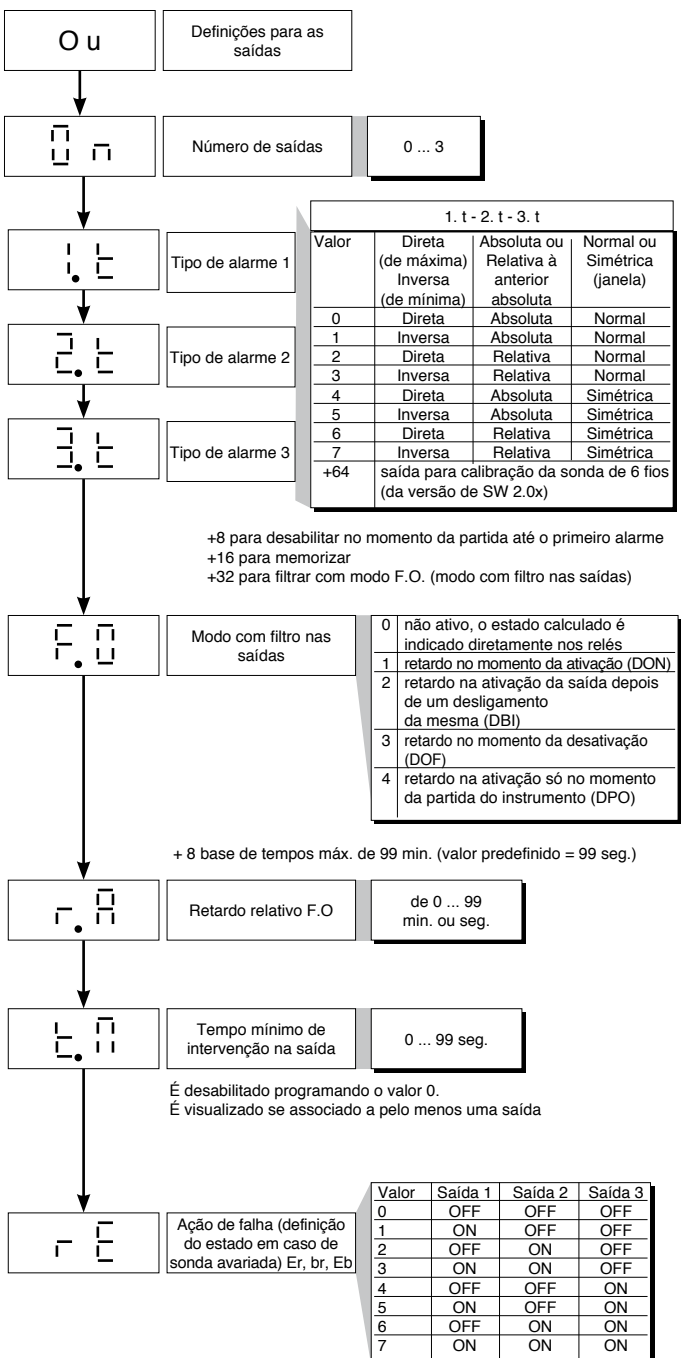 O u
Definições para as
saídas
0 n
Número de saídas
0 ... 3
1. t - 2. t - 3. t
Valor Direta Absoluta ou Normal ou
(de máxima) Relativa à Simétrica
Inversa anterior (janela)
(de mínima) absoluta
0 Direta Absoluta Normal
1 Inversa Absoluta Normal
2 Direta Relativa Normal
3 Inversa Relativa Normal
4 Direta Absoluta Simétrica
5 Inversa Absoluta Simétrica
6 Direta Relativa Simétrica
7 Inversa Relativa Simétrica
+64 saída para calibração da sonda de 6 fios
(da versão de SW 2.0x)
1.t
Tipo de alarme 1
2.t
Tipo de alarme 2
3.t
Tipo de alarme 3
+8 para desabilitar no momento da partida até o primeiro alarme
+16 para memorizar
+32 para filtrar com modo F.O. (modo com filtro nas saídas)
F.0
Modo com filtro nas
saídas
0 não ativo, o estado calculado é
indicado diretamente nos relés
1 retardo no momento da ativação (DON)
2 retardo na ativação da saída depois
de um desligamento
da mesma (DBI)
3 retardo no momento da desativação
(DOF)
4 retardo na ativação só no momento
da partida do instrumento (DPO)
+ 8 base de tempos máx. de 99 min. (valor predefinido = 99 seg.)
r.A
Retardo relativo F.O
de 0 ... 99
min. ou seg.
t.M
Tempo mínimo de
intervenção na saída
0 ... 99 seg.
É desabilitado programando o valor 0.
É visualizado se associado a pelo menos uma saída
r E
Ação de falha (definição
do estado em caso de
sonda avariada) Er, br, Eb
Valor Saída 1 Saída 2 Saída 3
0 OFF OFF OFF
1 ON OFF OFF
2 OFF ON OFF
3 ON ON OFF
4 OFF OFF ON
5 ON OFF ON
6 OFF ON ON
7 ON ON ON